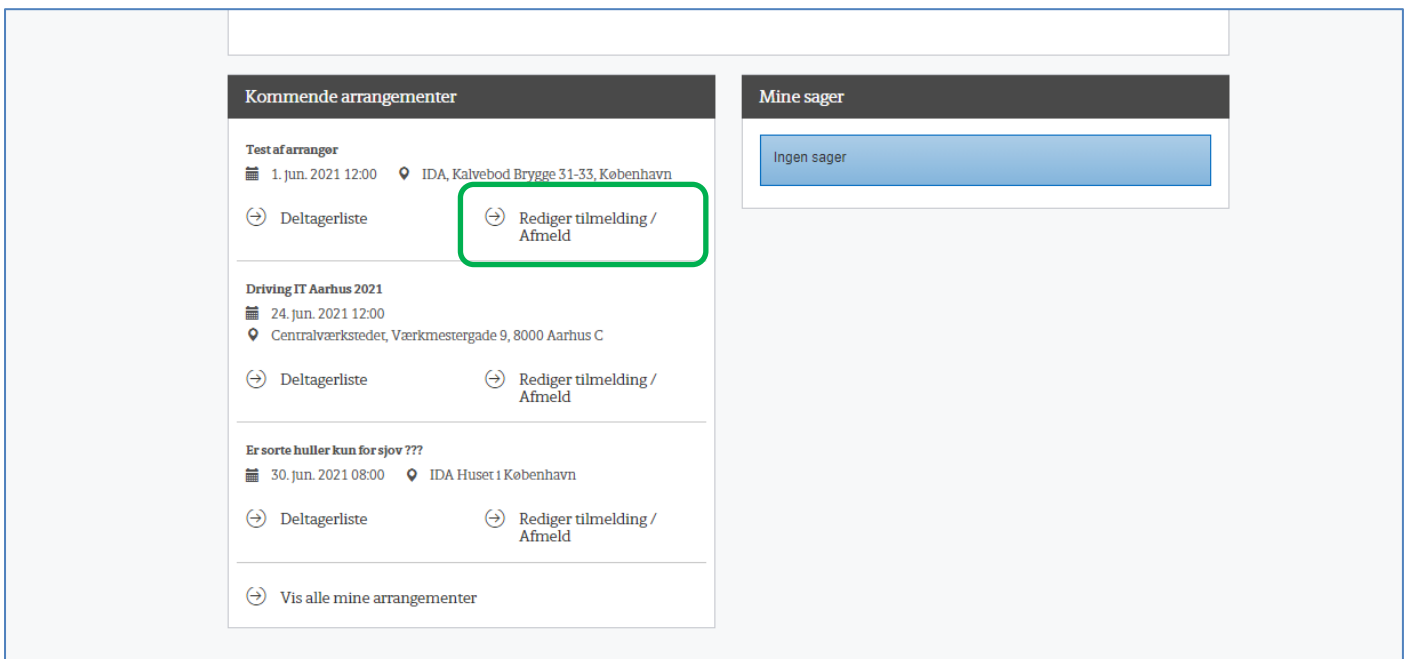 Kommende arrangementer
Test af arrangør
1. jun. 2021 12:00 IDA, Kalvebod Brygge 31-33, København
Deltagerliste
Rediger tilmelding /
Afmeld
Driving IT Aarhus 2021
24. jun. 2021 12:00
Centralværkstedet, Værkmestergade 9, 8000 Aarhus C
Deltagerliste
Rediger tilmelding /
Afmeld
Er sorte huller kun for sjov ???
30. jun. 2021 08:00 IDA Huset i København
Deltagerliste
Rediger tilmelding /
Afmeld
Vis alle mine arrangementer
Mine sager
Ingen sager